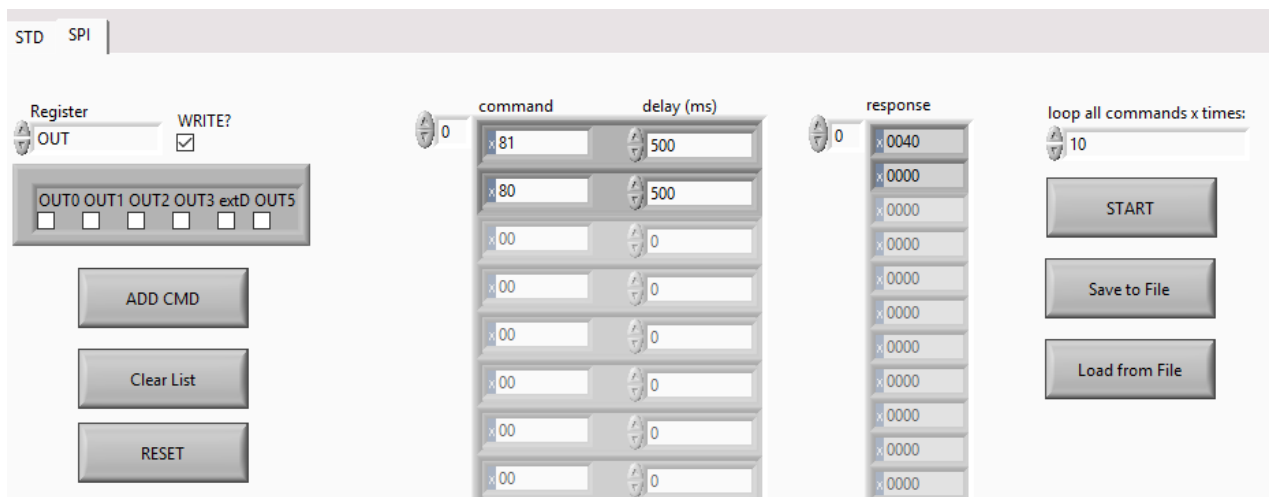 STD SPI
Register
WRITE?
OUT
OUT0 OUT1 OUT2 OUT3 extD OUT5
ADD CMD
Clear List
RESET
command delay (ms)
0
x 81 500
x 80 500
x 00 0
x 00 0
x 00 0
x 00 0
x 00 0
x 00 0
response
0
x 0040
x 0000
x 0000
x 0000
x 0000
x 0000
x 0000
x 0000
x 0000
x 0000
x 0000
loop all commands x times:
10
START
Save to File
Load from File